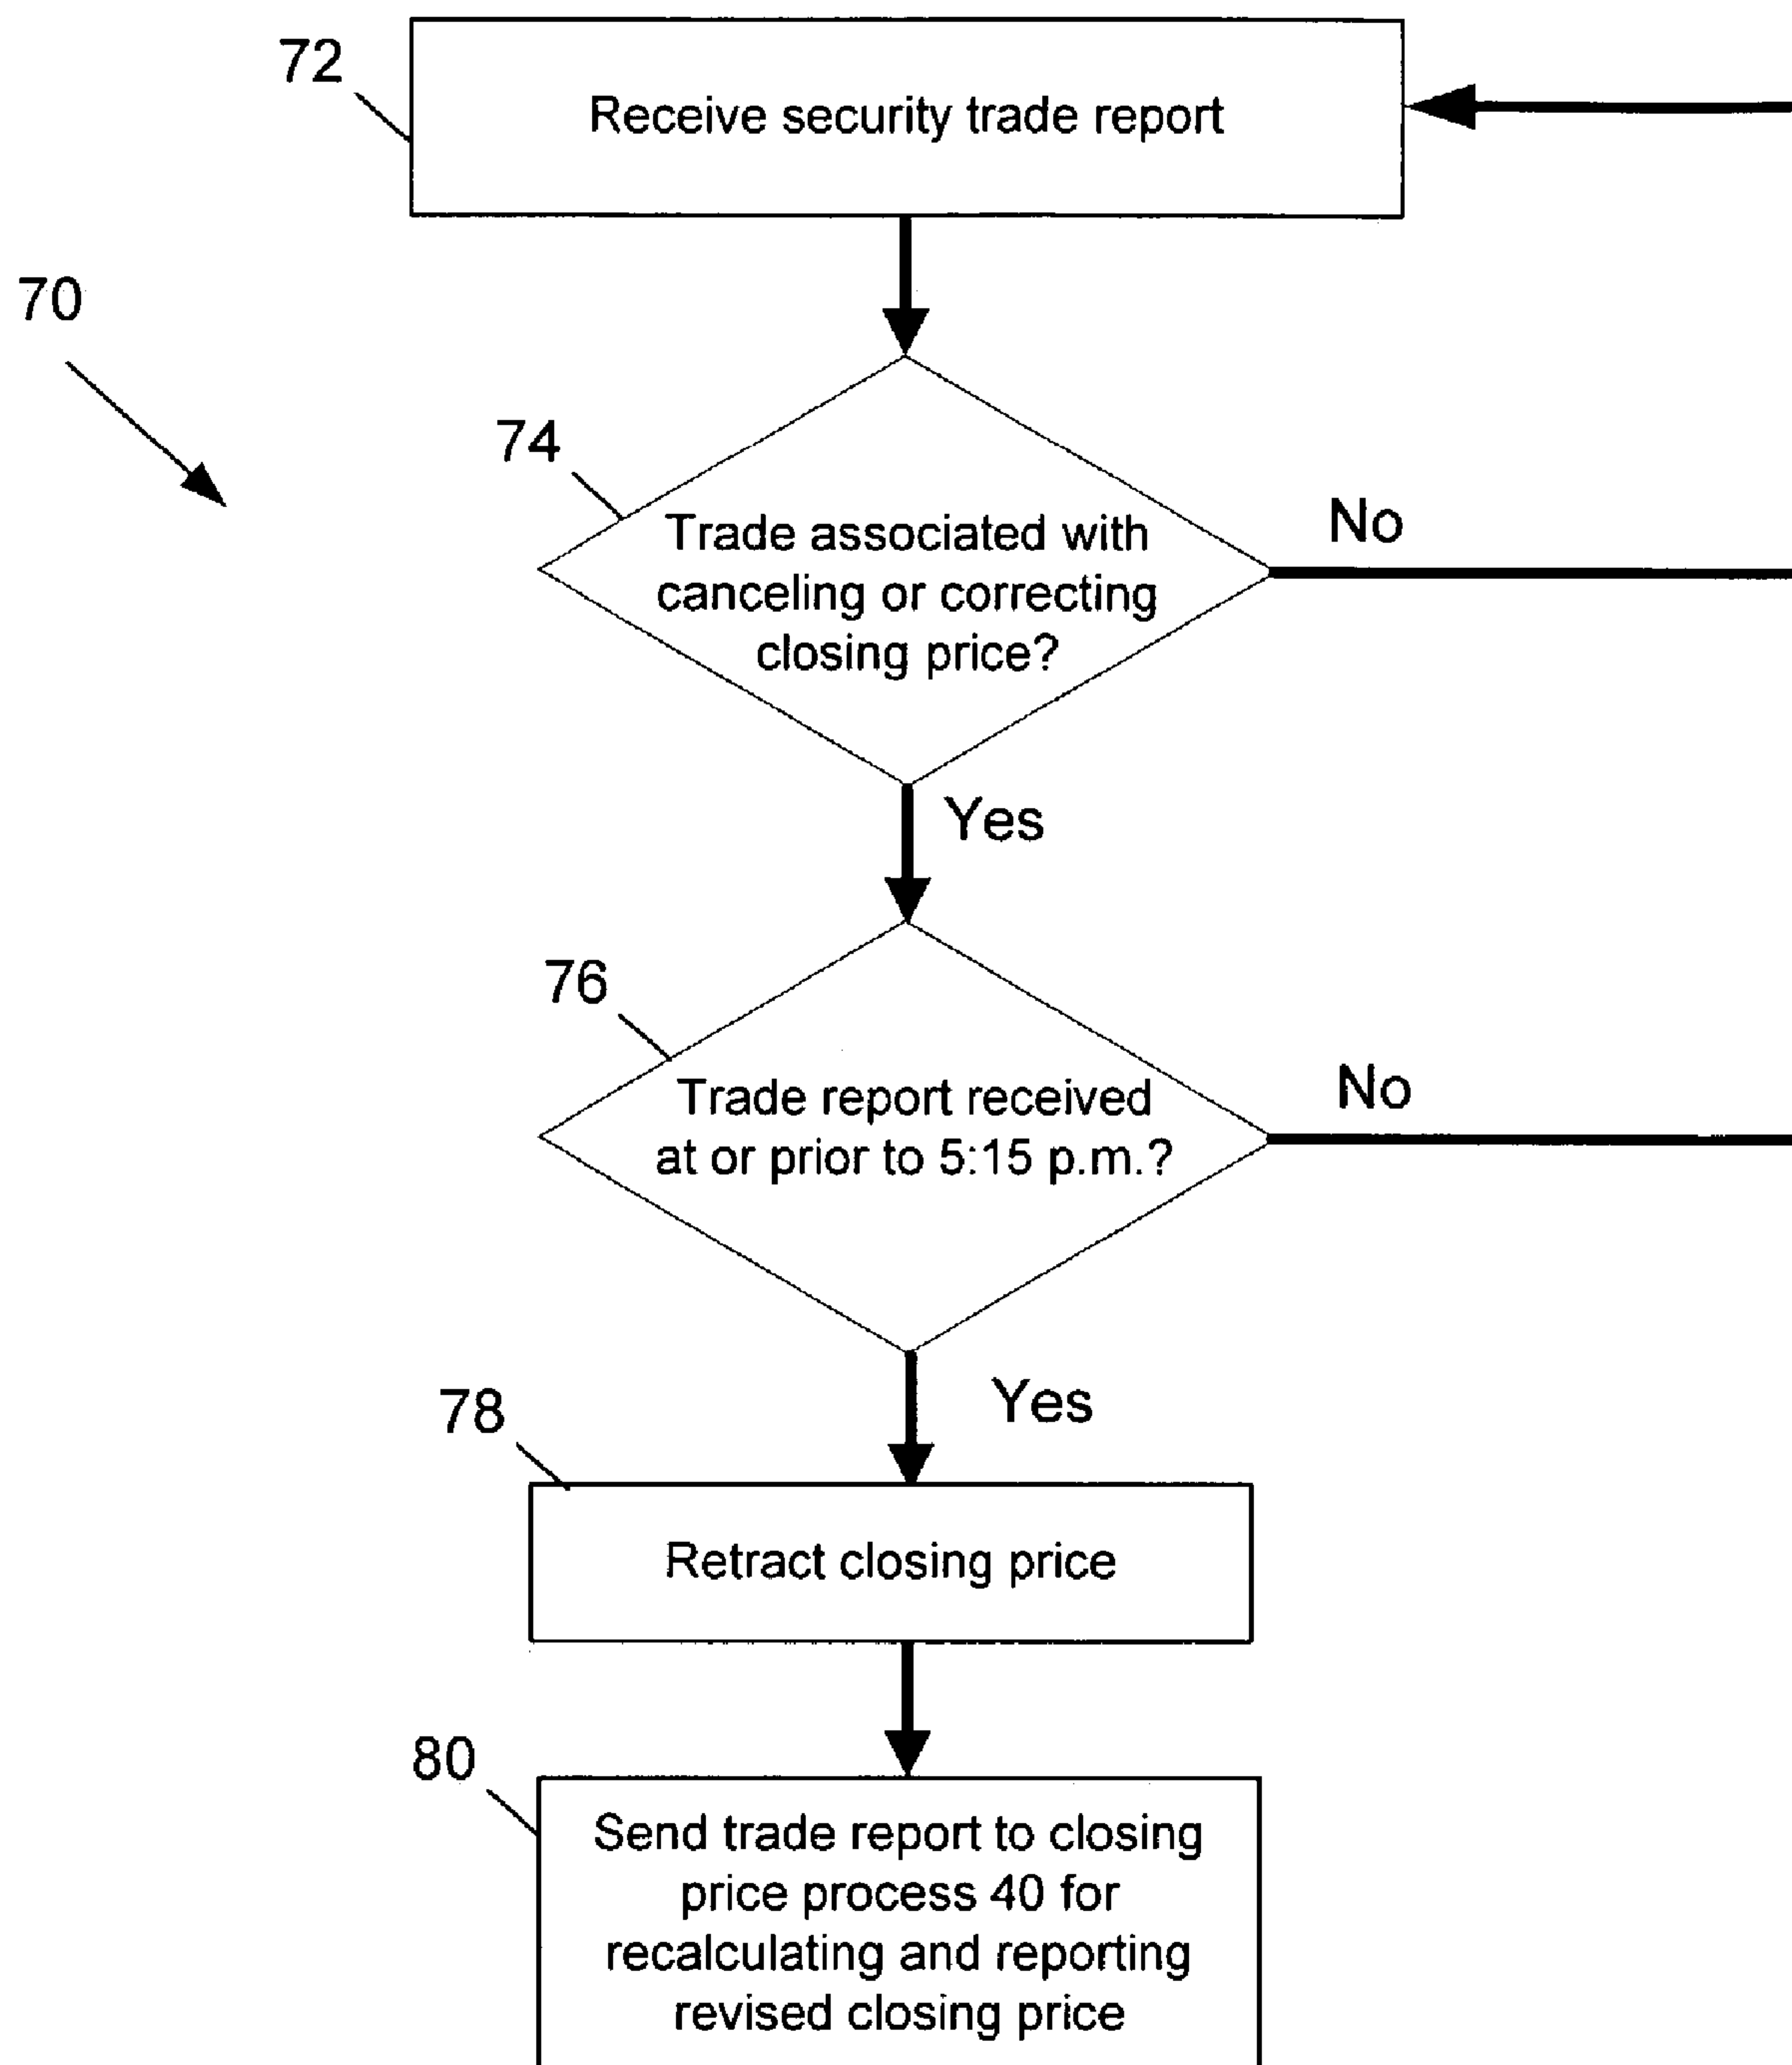 72
Receive security trade report
70
74
Trade associated with
canceling or correcting
closing price?
No
Yes
76
Trade report received
at or prior to 5:15 p.m.?
No
Yes
78
Retract closing price
80
Send trade report to closing
price process 40 for
recalculating and reporting
revised closing price